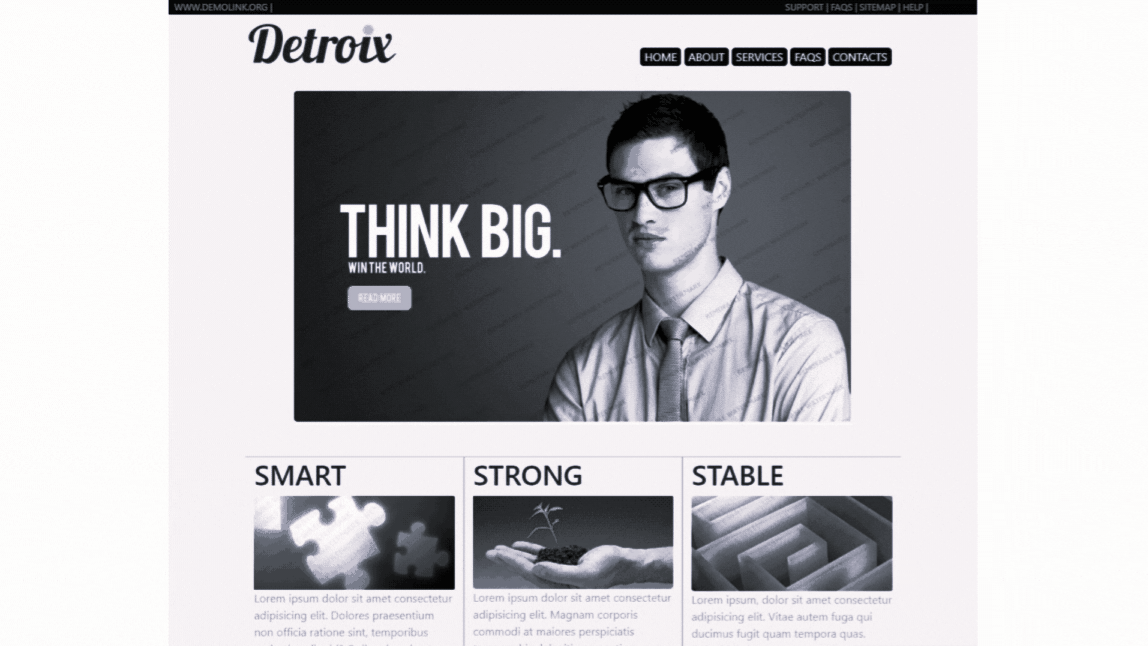 WWW.DEMOLINK.ORG |
SUPPORT | FAQS | SITEMAP | HELP |
Detroix
HOME ABOUT SERVICES FAQS CONTACTS
THINK BIG.
WIN THE WORLD.
READ MORE
SMART
STRONG
STABLE
Lorem ipsum dolor sit amet consectetur
adipisicing elit. Dolores praesentium
non officia ratione sint, temporibus
Lorem ipsum dolor sit amet consectetur
adipisicing elit. Magnam corporis
commodi at maiores perspiciatis
Lorem ipsum, dolor sit amet consectetur
adipisicing elit. Vitae autem fuga qui
ducimus fugit quam tempora quas.